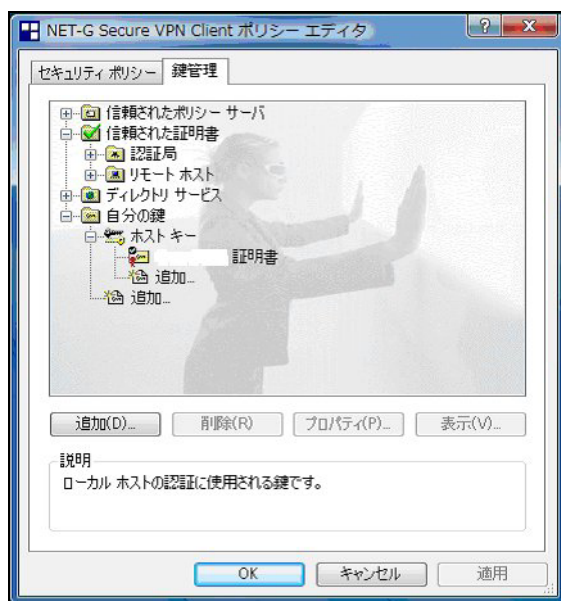 NET-G Secure VPN Client ポリシー エディタ
セキュリティ ポリシー 鍵管理
信頼されたポリシー サーバ
信頼された証明書
認証局
リモート ホスト
ディレクトリ サービス
自分の鍵
ホスト キー
証明書
追加...
追加...
追加(D)... 削除(R) プロパティ(P)... 表示(V)...
説明
ローカル ホストの認証に使用される鍵です。
OK キャンセル 適用